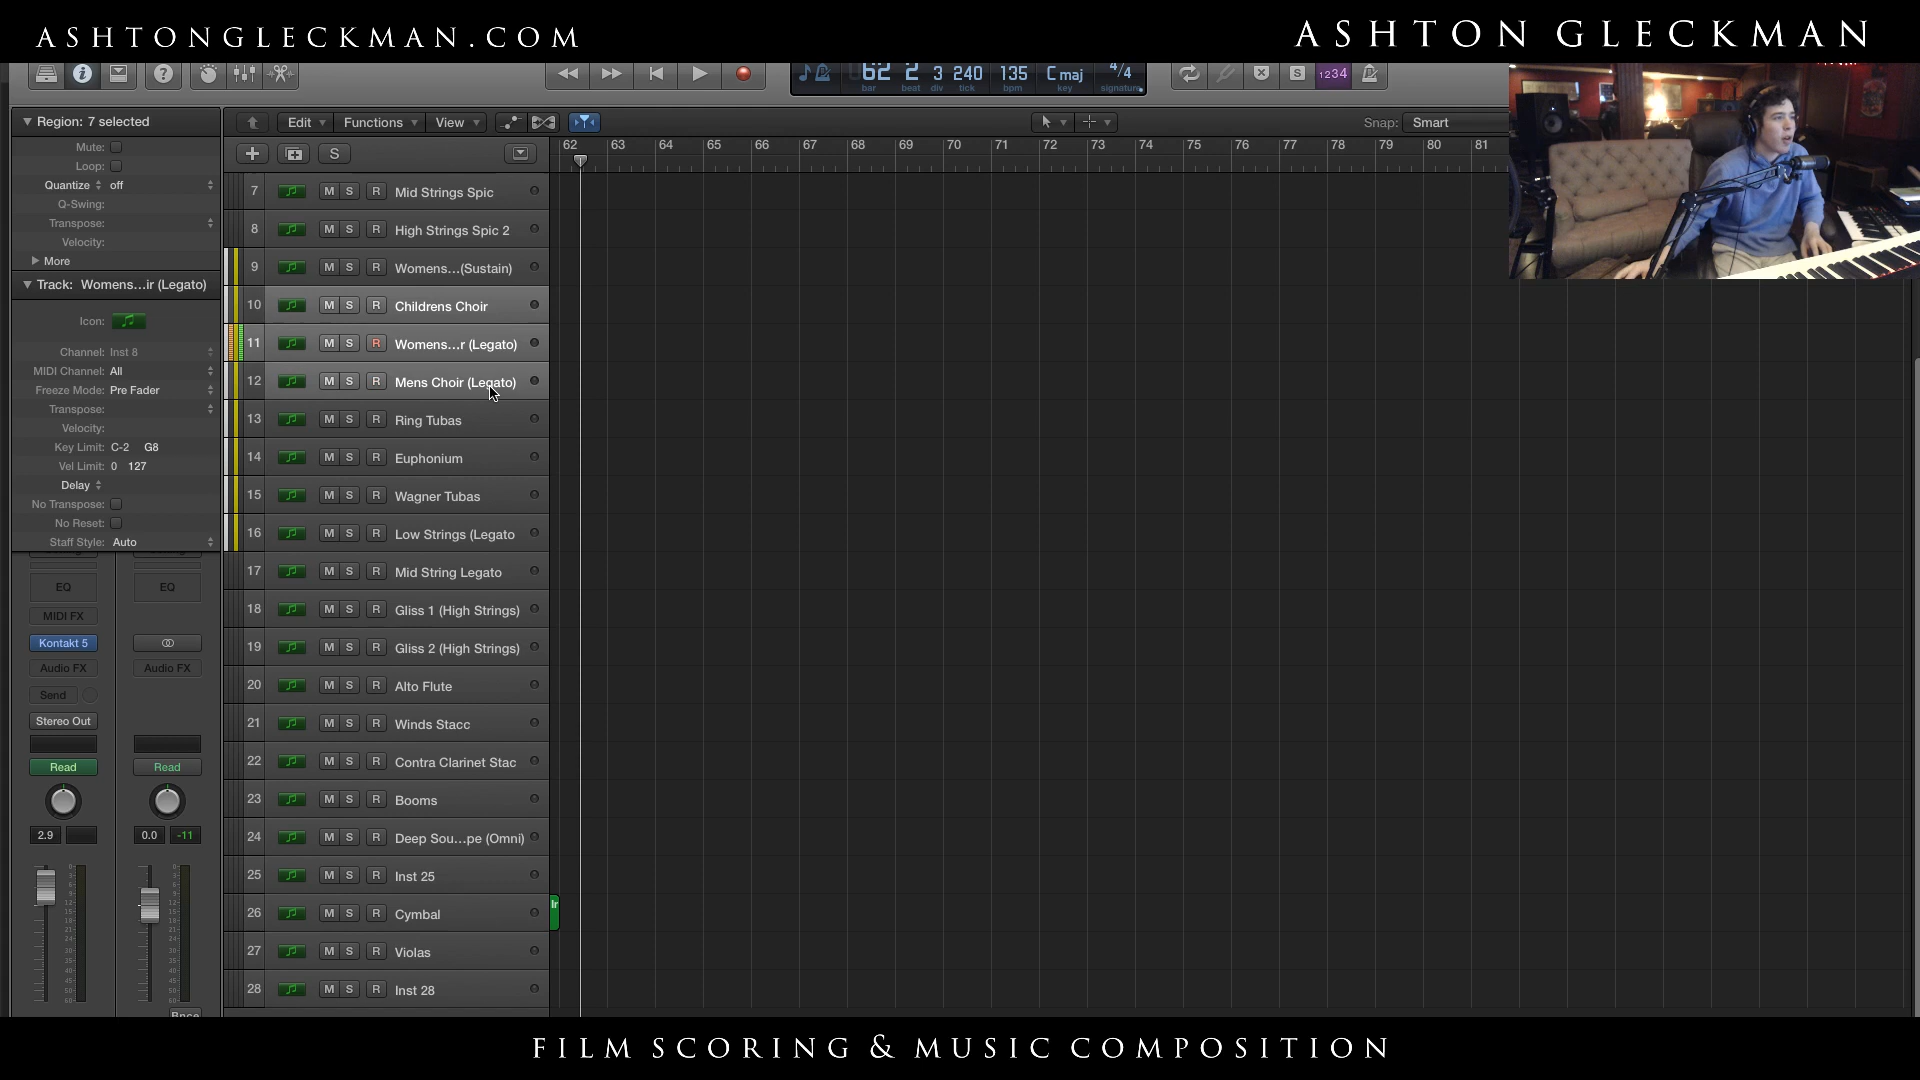 ASHTONGLECKMAN.COM
ASHTON GLECKMAN
62 2 3 240 135 C maj 4/4
bar beat div tick bpm key signature
1234
Region: 7 selected
Mute:
Loop:
Quantize off
Q-Swing:
Transpose:
Velocity:
More
Track: Womens...ir (Legato)
Icon:
Channel: Inst 8
MIDI Channel: All
Freeze Mode: Pre Fader
Transpose:
Velocity:
Key Limit: C-2 G8
Vel Limit: 0 127
Delay
No Transpose:
No Reset:
Staff Style: Auto
EQ EQ
MIDI FX
Kontakt 5
Audio FX Audio FX
Send
Stereo Out
Read Read
2.9 0.0 -11
Bnce
Edit Functions View Snap: Smart
S
62 63 64 65 66 67 68 69 70 71 72 73 74 75 76 77 78 79 80 81
7 M S R Mid Strings Spic
8 M S R High Strings Spic 2
9 M S R Womens...(Sustain)
10 M S R Childrens Choir
11 M S R Womens...r (Legato)
12 M S R Mens Choir (Legato)
13 M S R Ring Tubas
14 M S R Euphonium
15 M S R Wagner Tubas
16 M S R Low Strings (Legato
17 M S R Mid String Legato
18 M S R Gliss 1 (High Strings)
19 M S R Gliss 2 (High Strings)
20 M S R Alto Flute
21 M S R Winds Stacc
22 M S R Contra Clarinet Stac
23 M S R Booms
24 M S R Deep Sou...pe (Omni)
25 M S R Inst 25
26 M S R Cymbal
27 M S R Violas
28 M S R Inst 28
FILM SCORING & MUSIC COMPOSITION